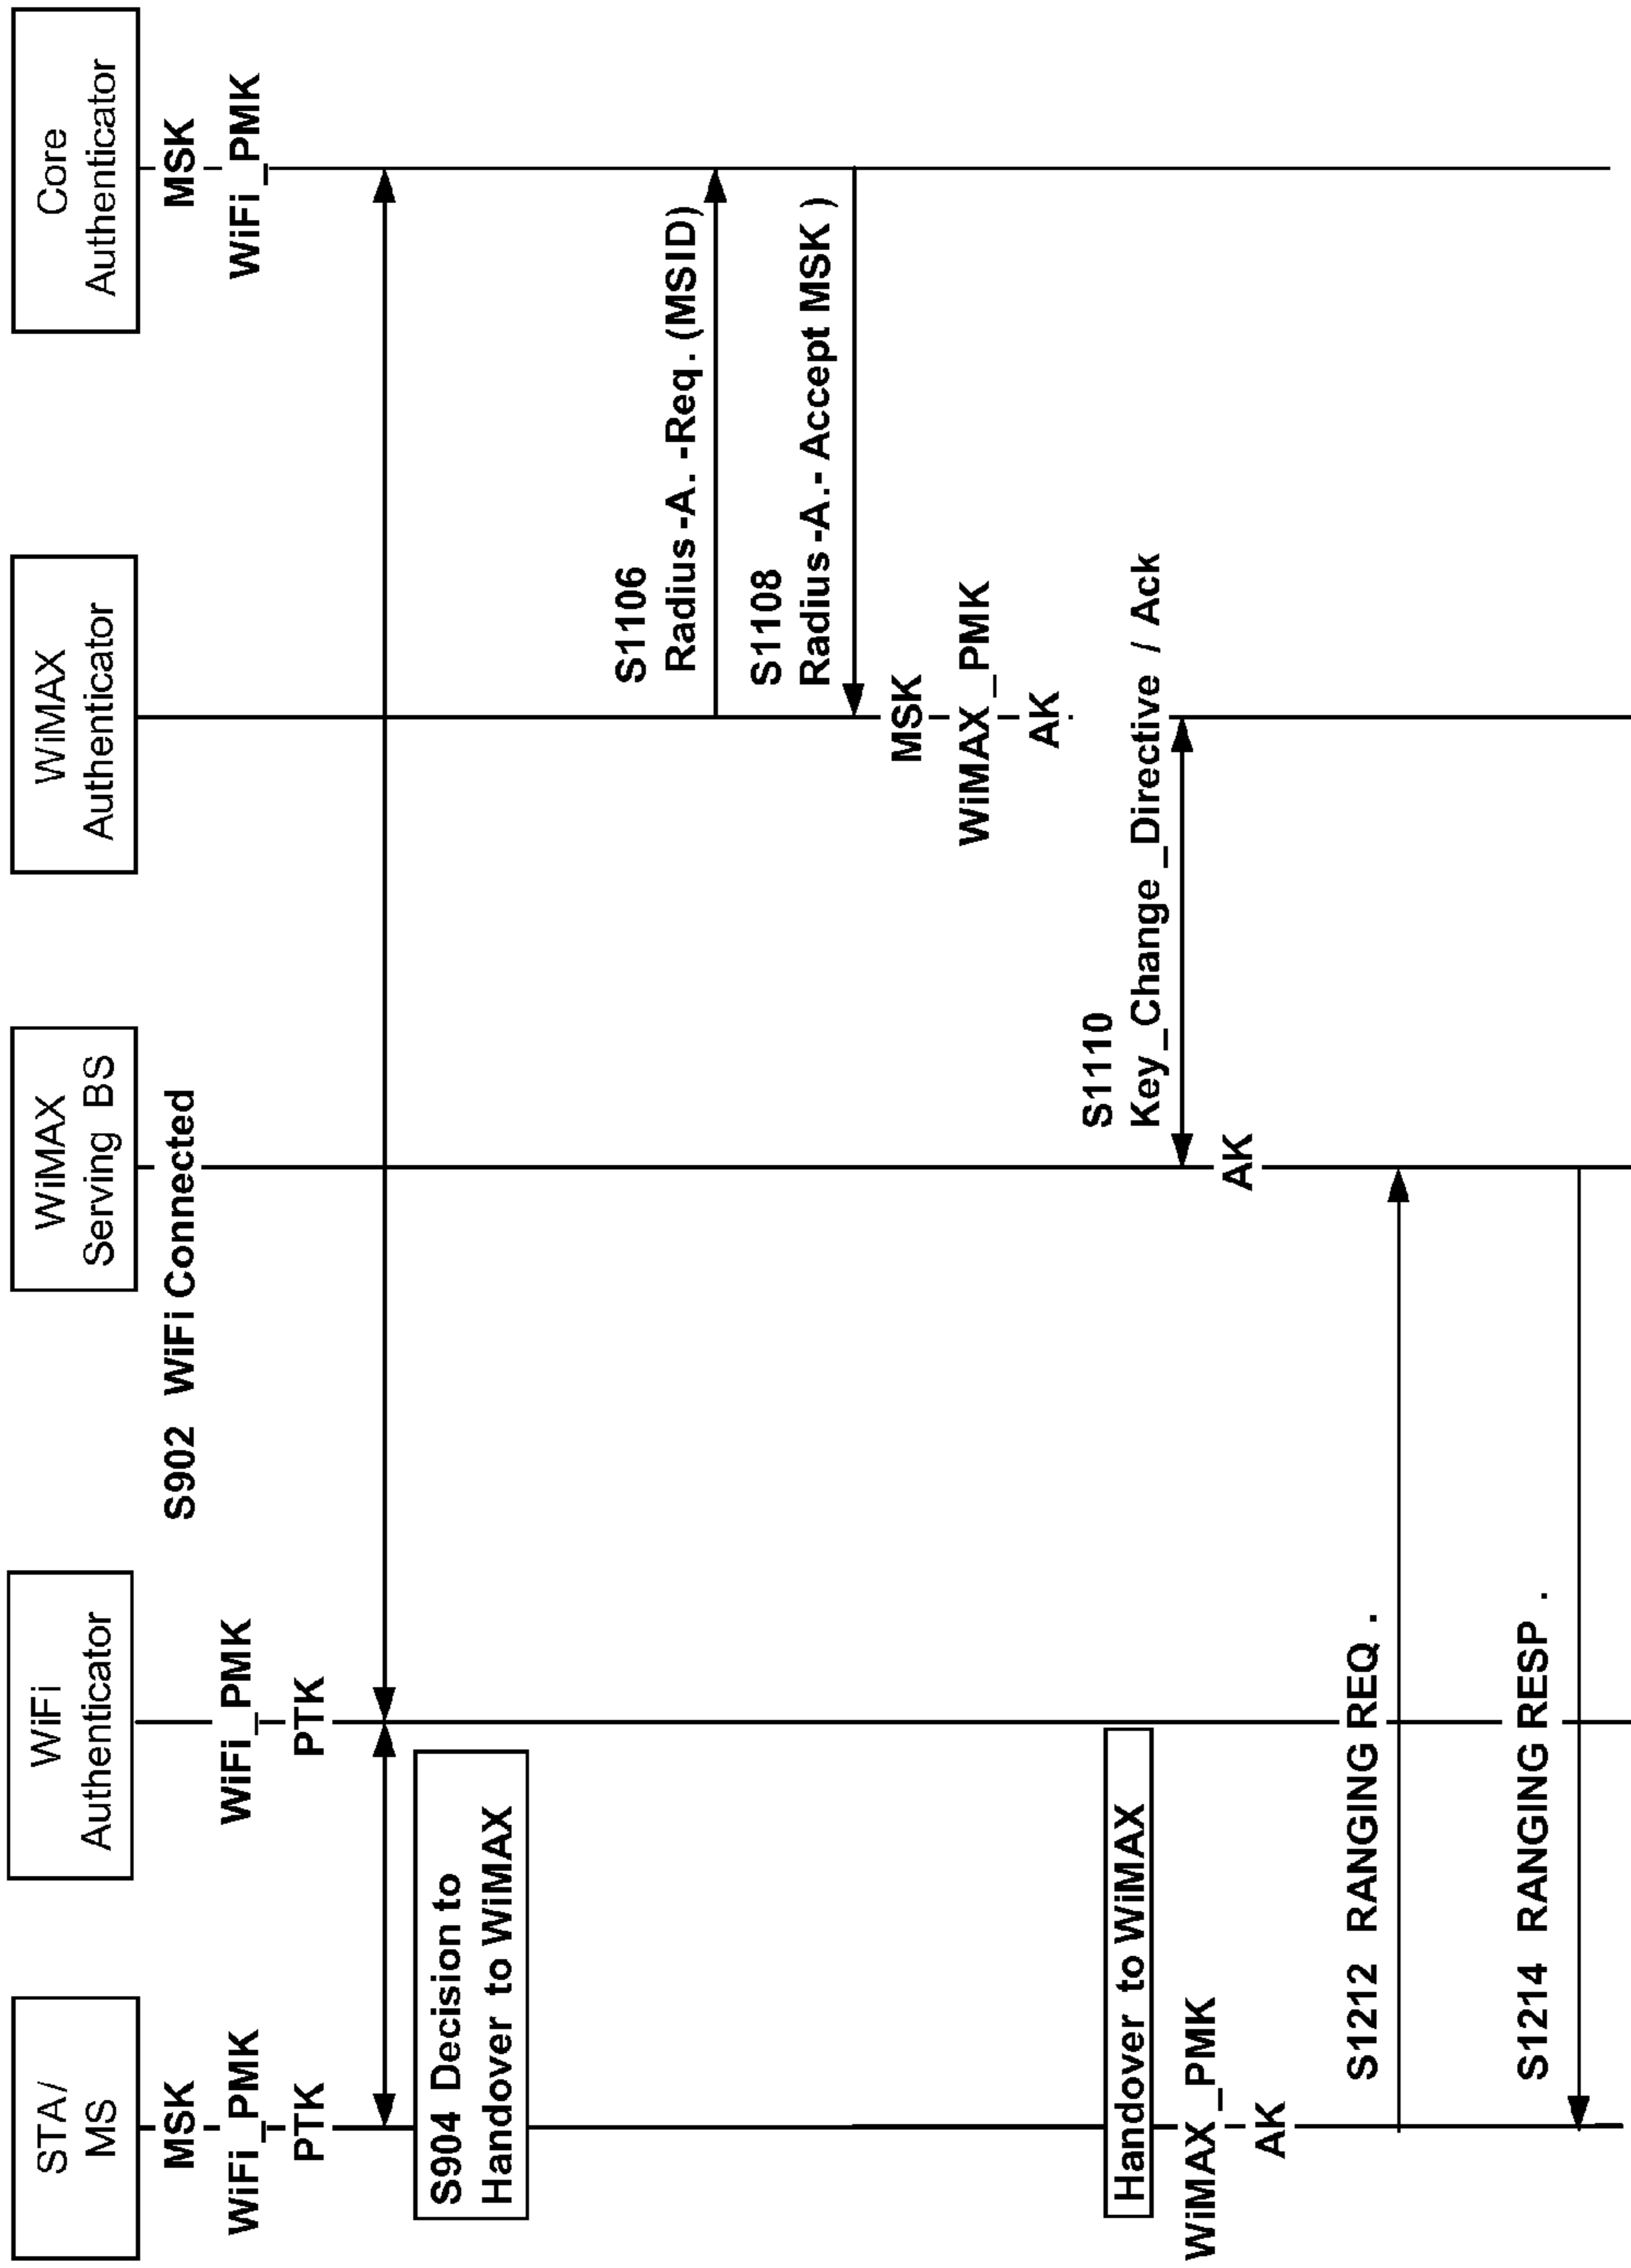 STA/
MS
WiFi
Authenticator
WiMAX
Serving BS
WiMAX
Authenticator
Core
Authenticator
MSK
WiFi_PMK
PTK
WiFi_PMK
PTK
S902 WiFi Connected
MSK
WiFi_PMK
S904 Decision to
Handover to WiMAX
S1106
Radius-A.-Req. (MSID)
S1108
Radius-A.- Accept MSK )
MSK
WiMAX_PMK
AK
S1110
Key_Change_Directive / Ack
Handover to WiMAX
WiMAX_PMK
AK
AK
S1212 RANGING REQ.
S1214 RANGING RESP.